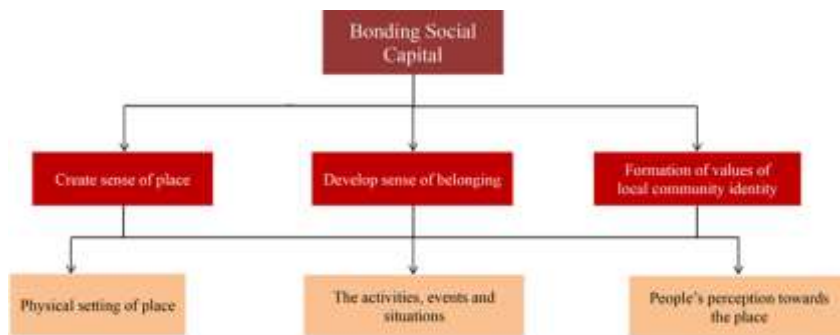 Bonding Social
Capital
Create sense of place
Develop sense of belonging
Formation of values of
local community identity
Physical setting of place
The activities, events and
situations
People's perception towards
the place